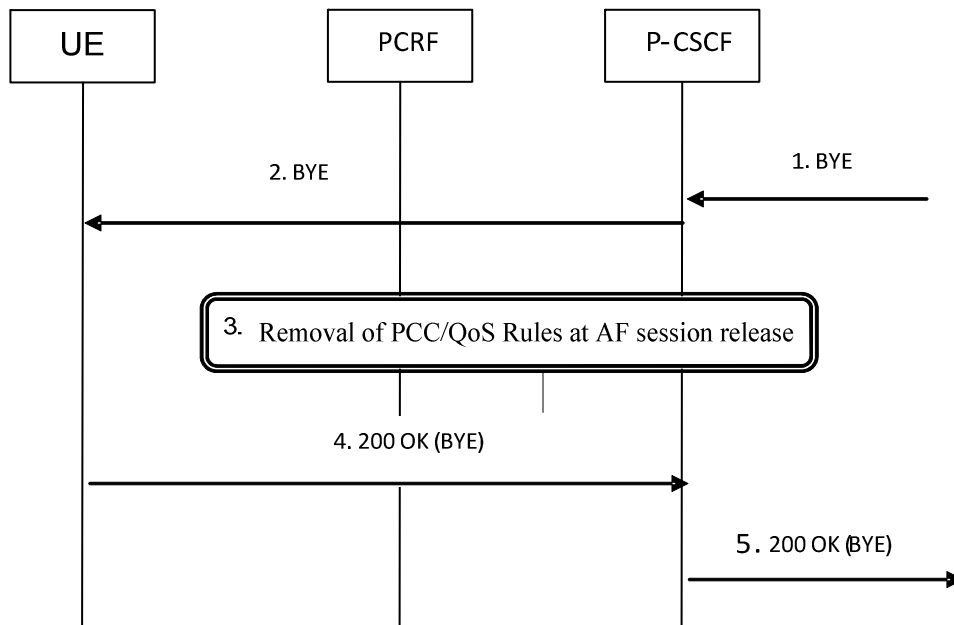 UE
PCRF
P-CSCF
1. BYE
2. BYE
3. Removal of PCC/QoS Rules at AF session release
4. 200 OK (BYE)
5. 200 OK (BYE)